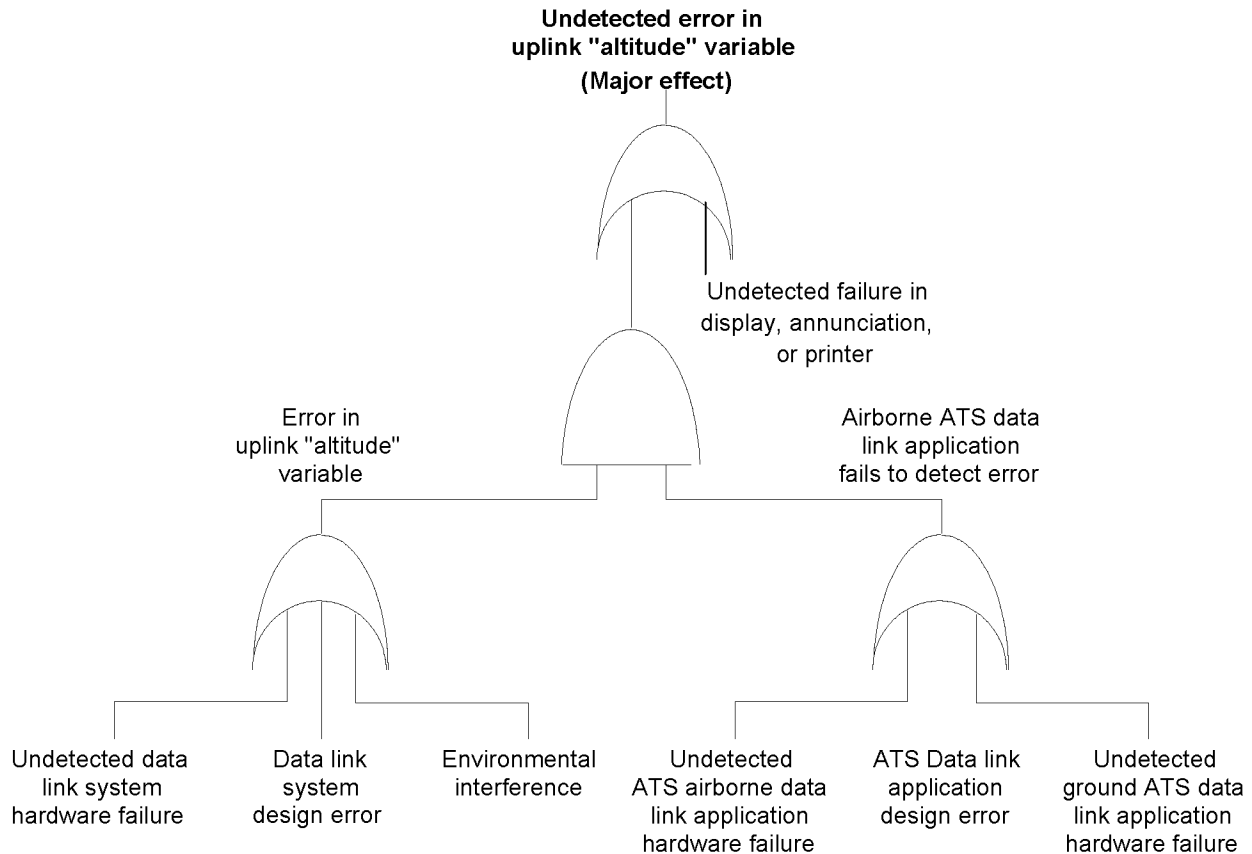 Undetected error in
uplink "altitude" variable
(Major effect)
Undetected failure in
display, annunciation,
or printer
Error in
uplink "altitude"
variable
Airborne ATS data
link application
fails to detect error
Undetected data
link system
hardware failure
Data link
system
design error
Environmental
interference
Undetected
ATS airborne data
link application
hardware failure
ATS Data link
application
design error
Undetected
ground ATS data
link application
hardware failure